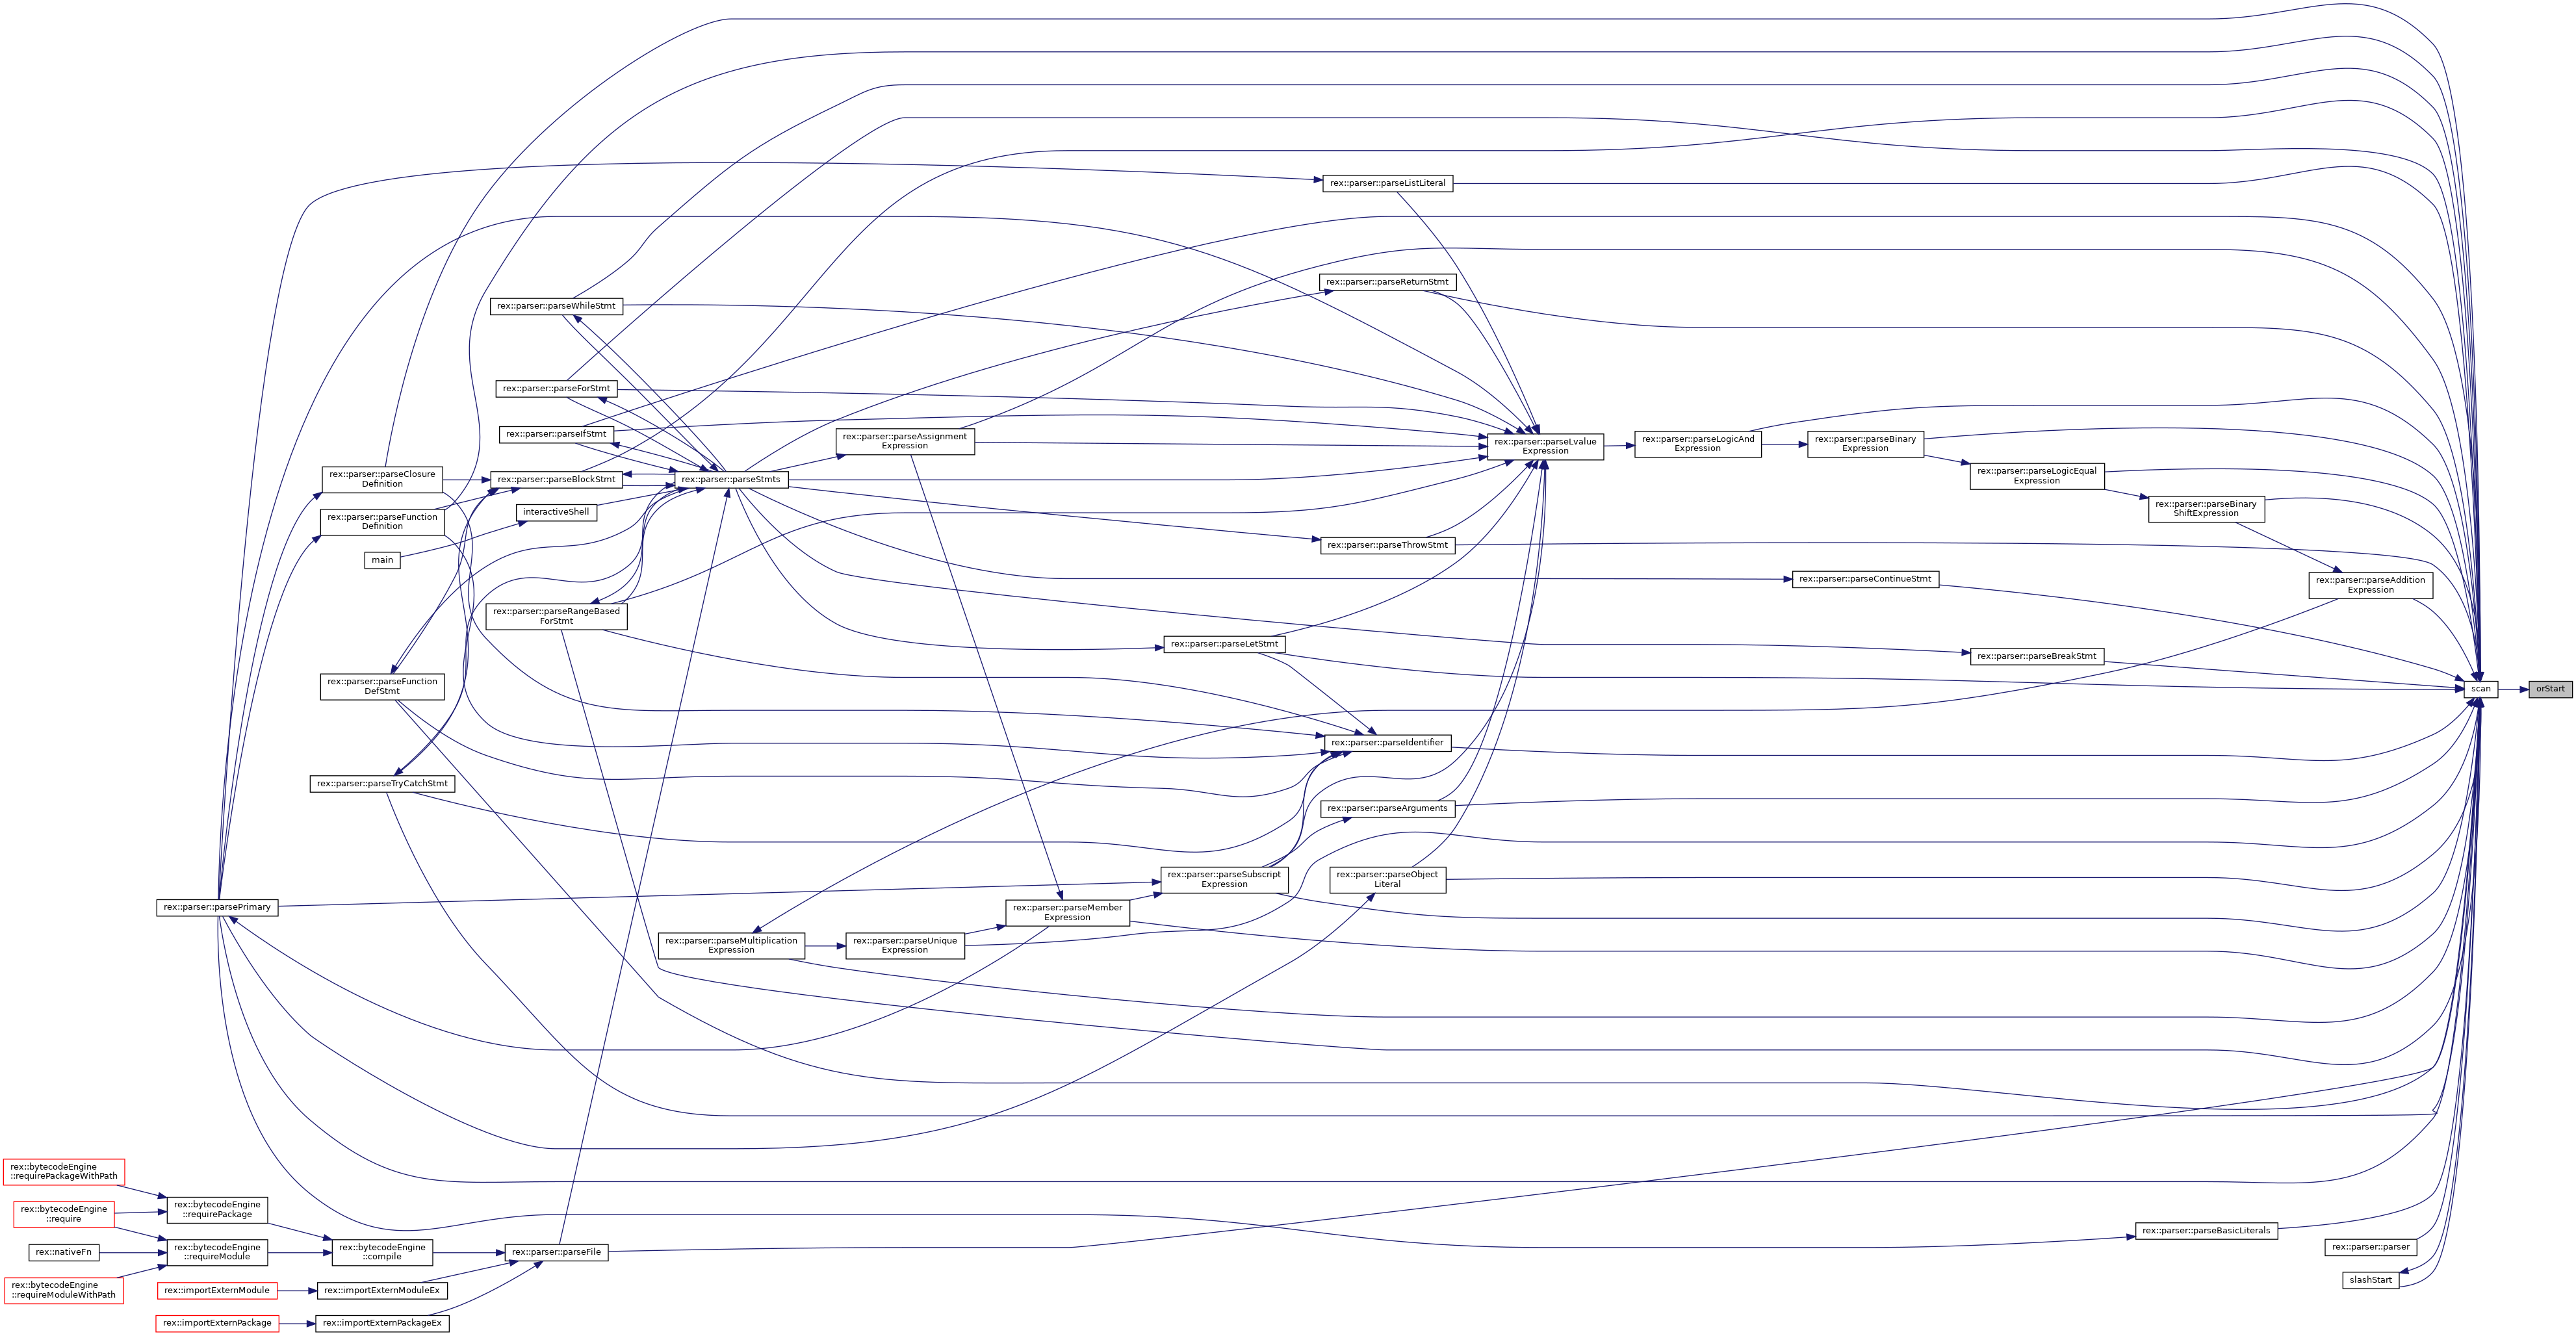 rex::parser::parseListLiteral
rex::parser::parseReturnStmt
rex::parser::parseWhileStmt
rex::parser::parseForStmt
rex::parser::parseIfStmt
rex::parser::parseAssignment
Expression
rex::parser::parseLvalue
Expression
rex::parser::parseLogicAnd
Expression
rex::parser::parseBinary
Expression
rex::parser::parseLogicEqual
Expression
rex::parser::parseBinary
ShiftExpression
rex::parser::parseClosure
Definition
rex::parser::parseBlockStmt
rex::parser::parseStmts
interactiveShell
rex::parser::parseFunction
Definition
main
rex::parser::parseThrowStmt
rex::parser::parseContinueStmt
rex::parser::parseAddition
Expression
rex::parser::parseRangeBased
ForStmt
rex::parser::parseLetStmt
rex::parser::parseBreakStmt
rex::parser::parseFunction
DefStmt
scan
orStart
rex::parser::parseIdentifier
rex::parser::parseTryCatchStmt
rex::parser::parseArguments
rex::parser::parseSubscript
Expression
rex::parser::parseObject
Literal
rex::parser::parsePrimary
rex::parser::parseMember
Expression
rex::parser::parseMultiplication
Expression
rex::parser::parseUnique
Expression
rex::bytecodeEngine
::requirePackageWithPath
rex::bytecodeEngine
::requirePackage
rex::bytecodeEngine
::require
rex::parser::parseBasicLiterals
rex::nativeFn
rex::bytecodeEngine
::requireModule
rex::bytecodeEngine
::compile
rex::parser::parseFile
rex::parser::parser
rex::bytecodeEngine
::requireModuleWithPath
rex::importExternModule
rex::importExternModuleEx
slashStart
rex::importExternPackage
rex::importExternPackageEx